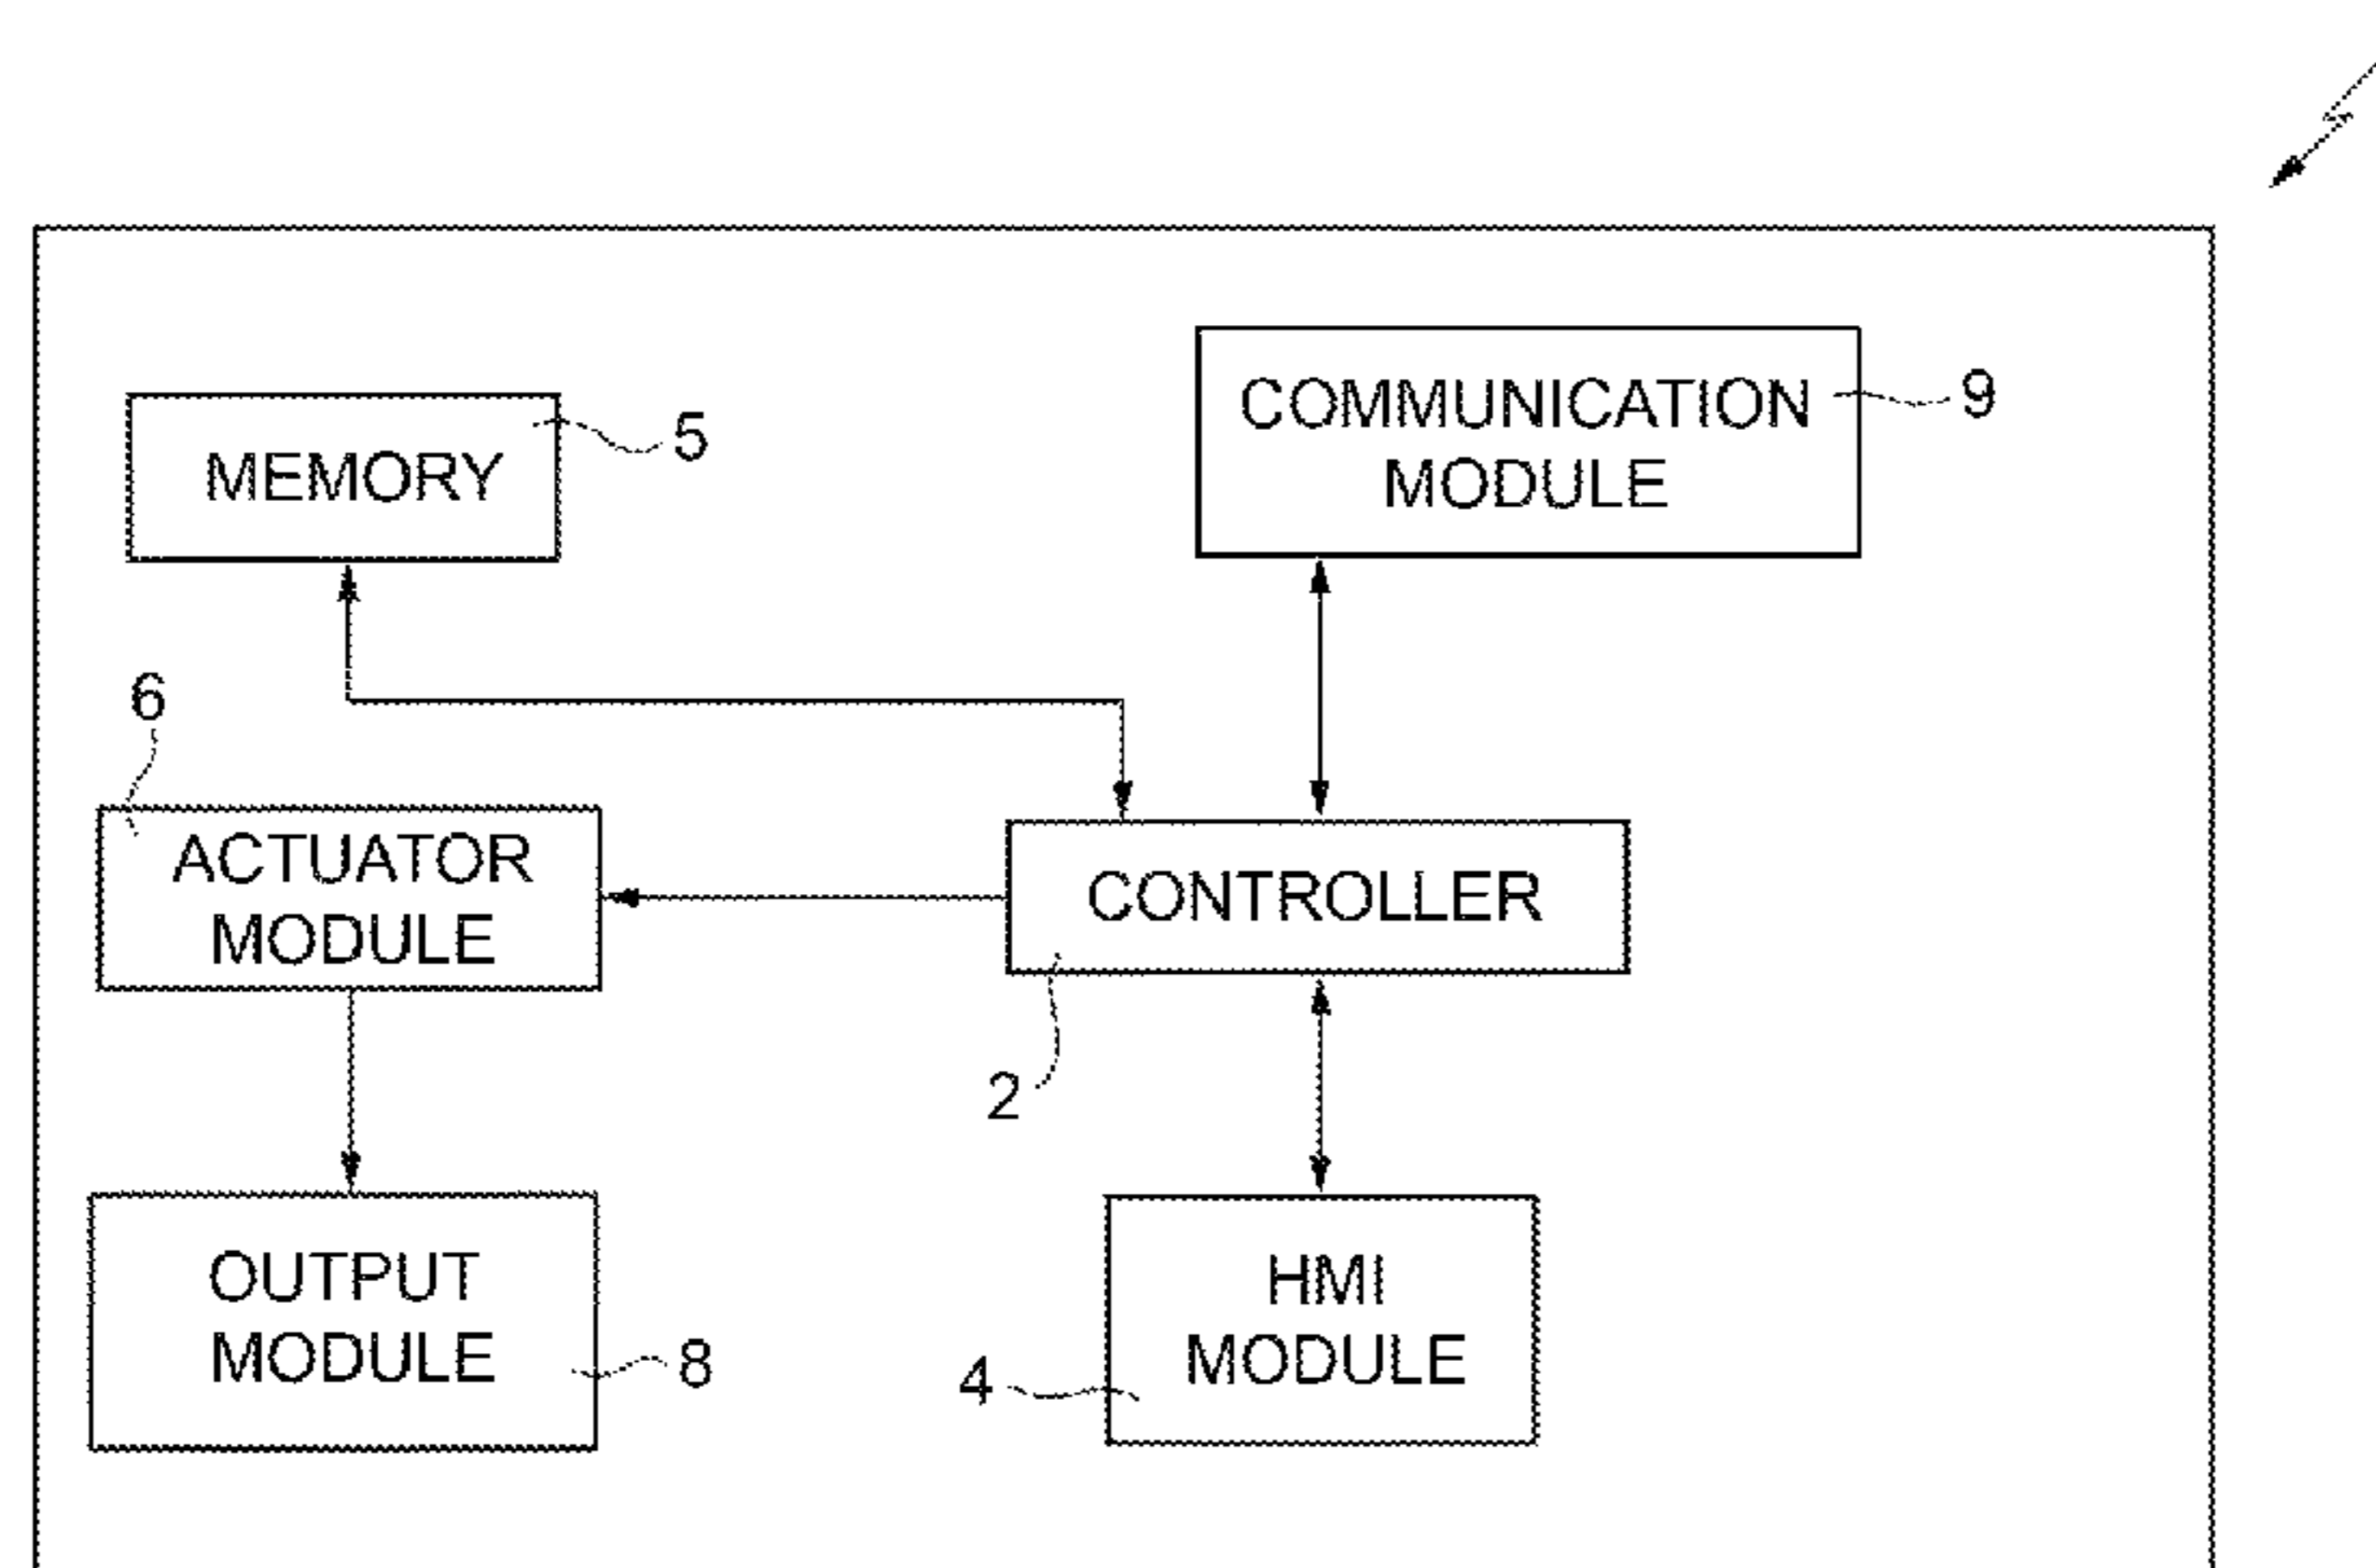 COMMUNICATION
MODULE
9
MEMORY
5
6
ACTUATOR
MODULE
CONTROLLER
2
OUTPUT
MODULE
8
HMI
MODULE
4